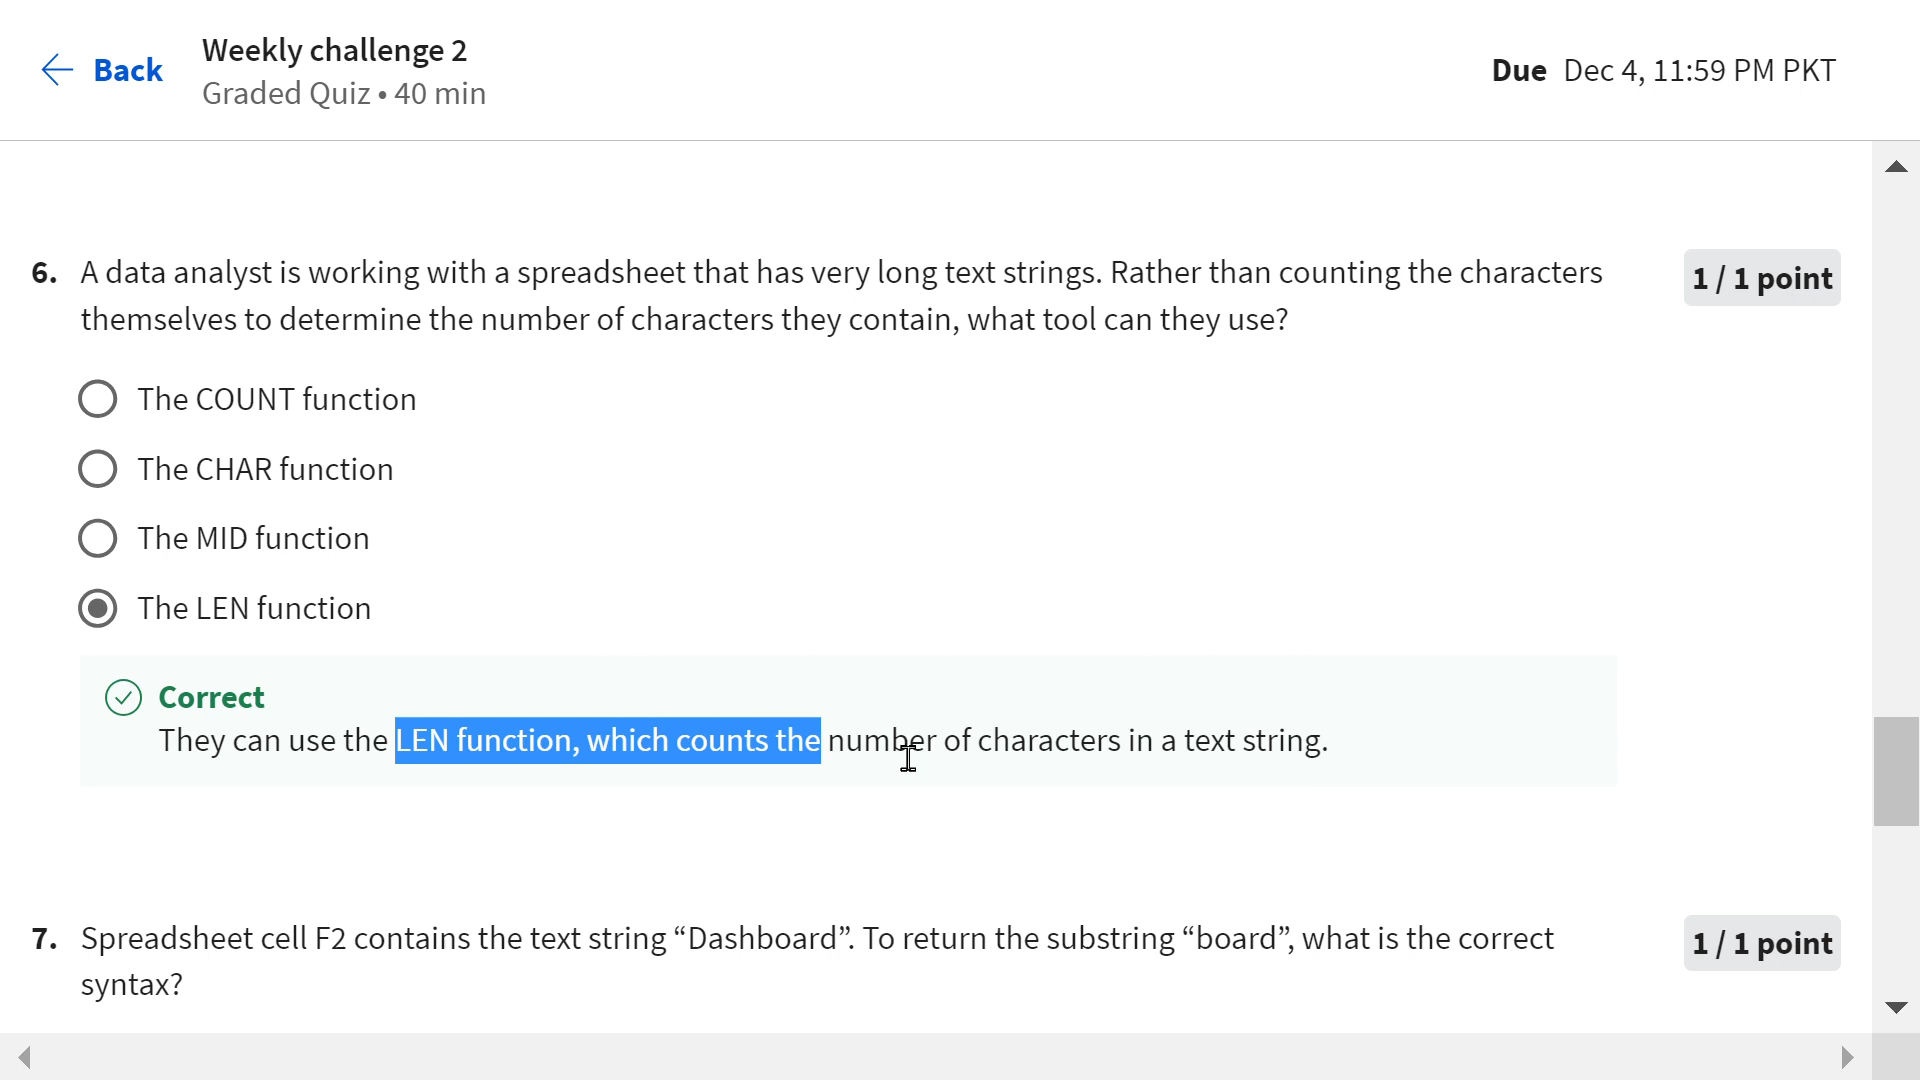 Back
Weekly challenge 2
Graded Quiz • 40 min
Due Dec 4, 11:59 PM PKT
6. A data analyst is working with a spreadsheet that has very long text strings. Rather than counting the characters
themselves to determine the number of characters they contain, what tool can they use?
1 / 1 point
The COUNT function
The CHAR function
The MID function
The LEN function
Correct
They can use the LEN function, which counts the number of characters in a text string.
7. Spreadsheet cell F2 contains the text string “Dashboard”. To return the substring “board”, what is the correct
syntax?
1 / 1 point